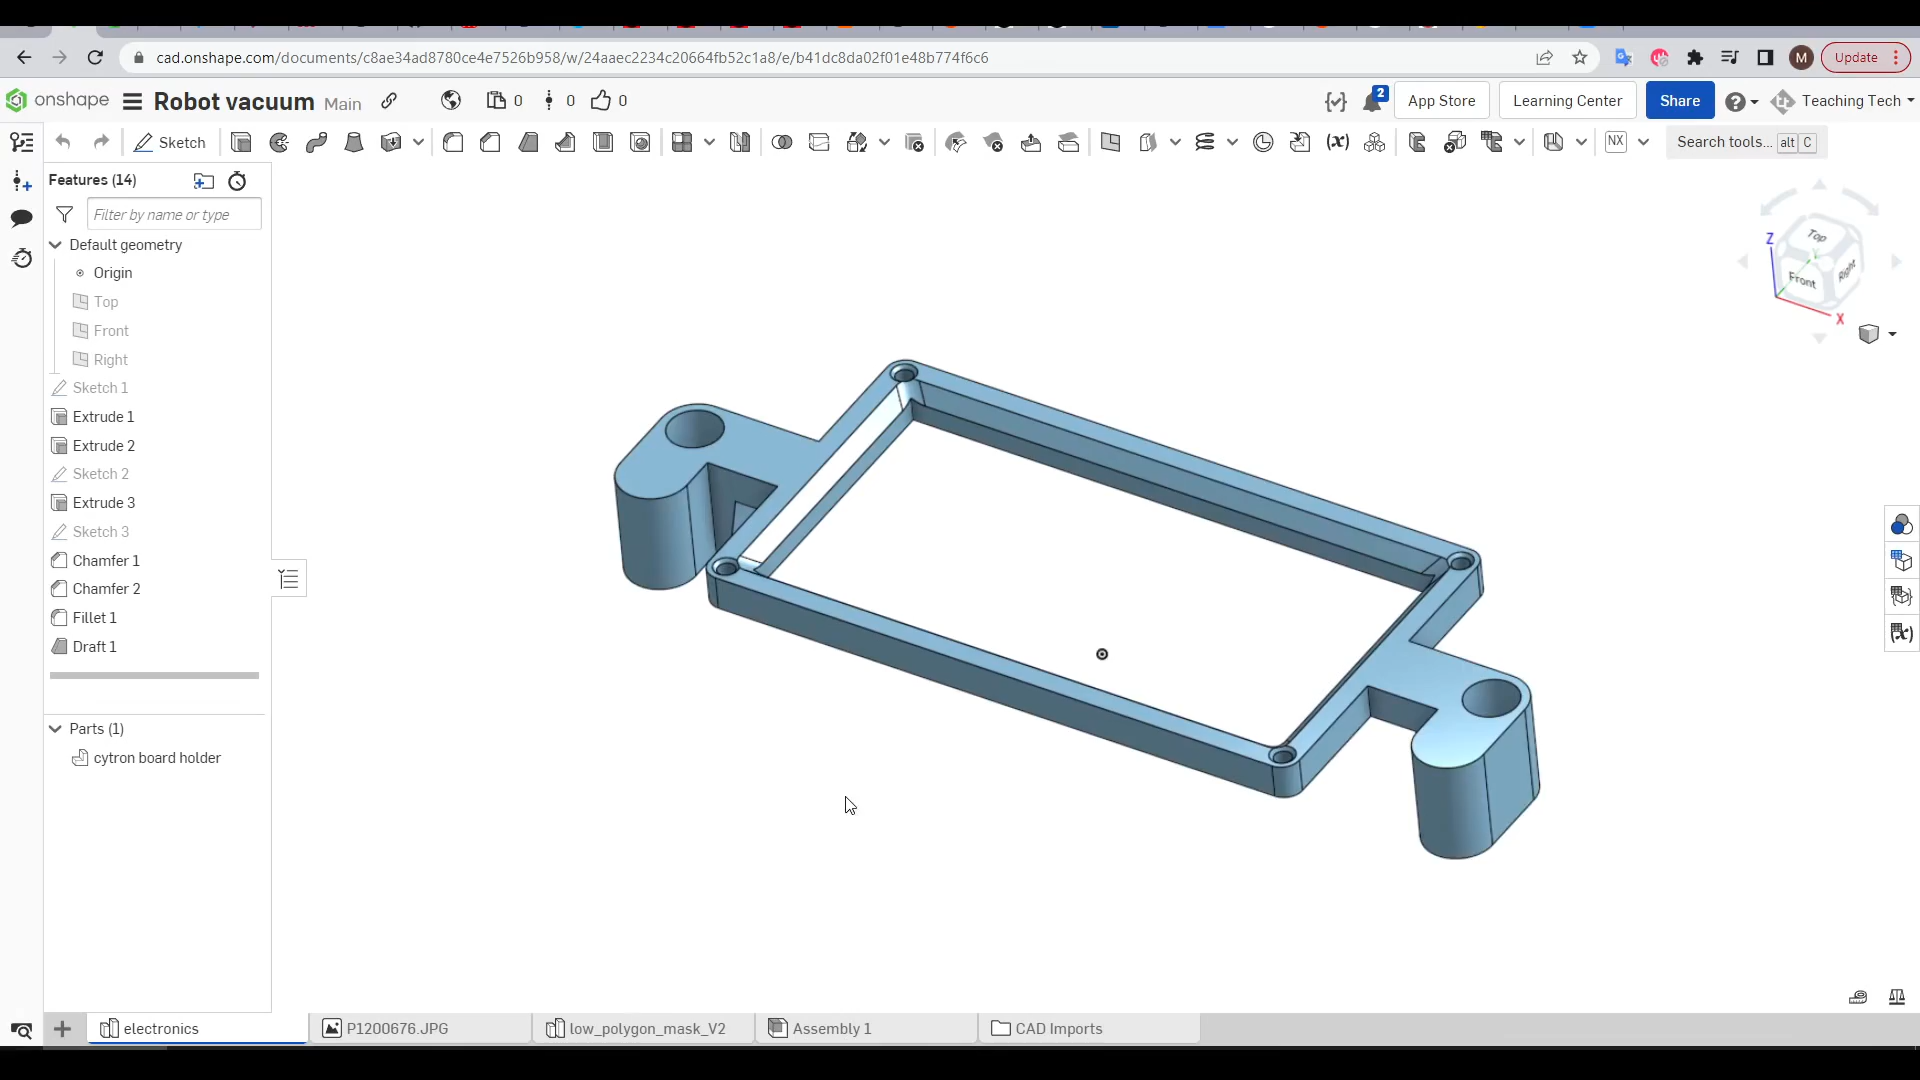 cad.onshape.com/documents/c8ae34ad8780ce4e7526b958/w/24aaec2234c20664fb52c1a8/e/b41dc8da02f01e48b774f6c6
M
Update
onshape
Robot vacuum
Main
0
0
0
2
App Store
Learning Center
Share
Teaching Tech
Sketch
(x)
NX
Search tools...
alt
C
Features (14)
Filter by name or type
Default geometry
Origin
Top
Front
Right
Sketch 1
Extrude 1
Extrude 2
Sketch 2
Extrude 3
Sketch 3
Chamfer 1
Chamfer 2
Fillet 1
Draft 1
Parts (1)
cytron board holder
Z
Top
Y
Front
Right
X
electronics
P1200676.JPG
low_polygon_mask_V2
Assembly 1
CAD Imports